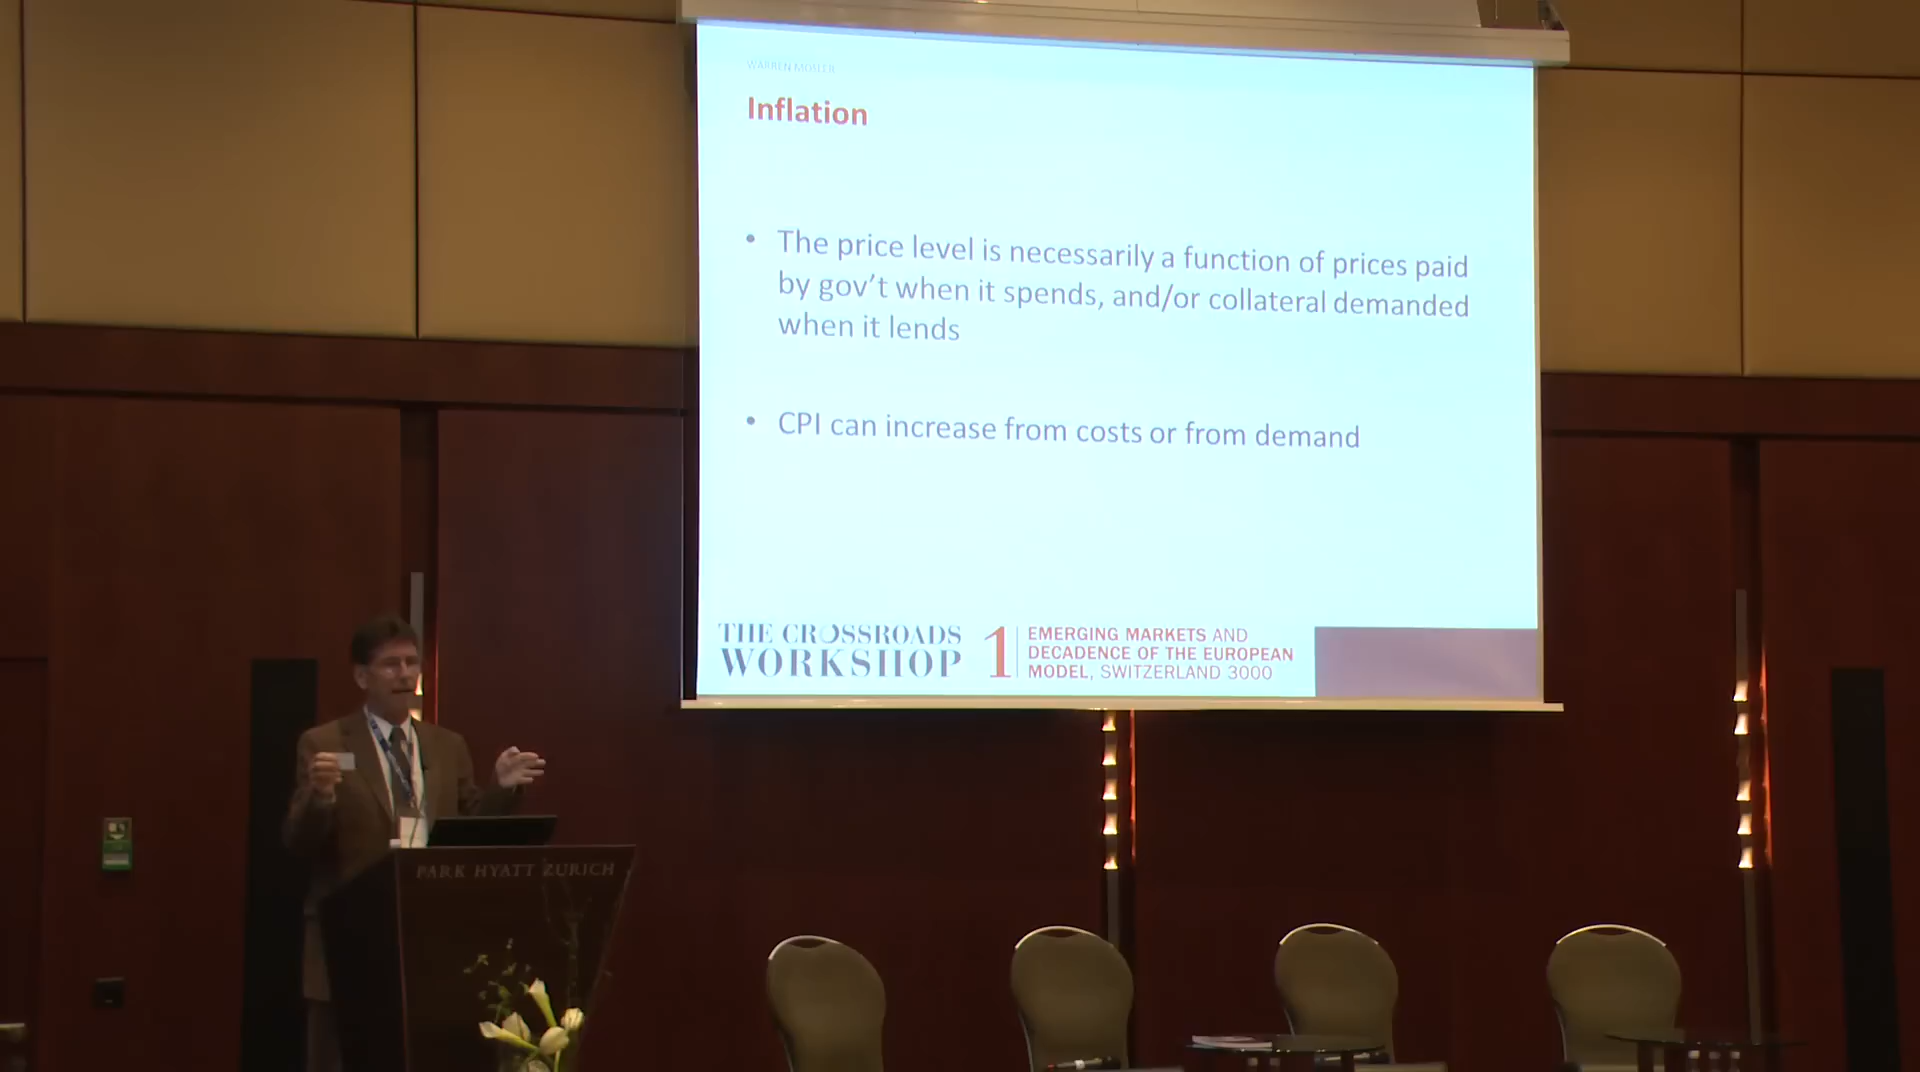 WARREN MOSLER
Inflation
• The price level is necessarily a function of prices paid
by gov't when it spends, and/or collateral demanded
when it lends
• CPI can increase from costs or from demand
THE CROSSROADS
WORKSHOP
1
EMERGING MARKETS AND
DECADENCE OF THE EUROPEAN
MODEL, SWITZERLAND 3000
PARK HYATT ZURICH